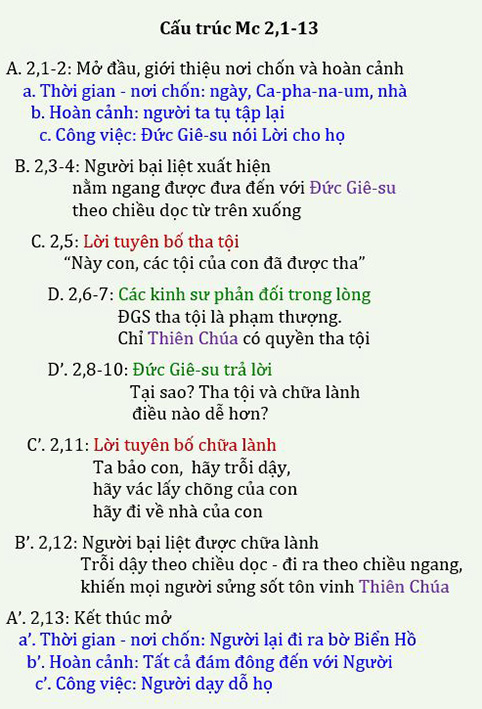 Cấu trúc Mc 2,1-13
A. 2,1-2: Mở đầu, giới thiệu nơi chốn và hoàn cảnh
a. Thời gian - nơi chốn: ngày, Ca-pha-na-um, nhà
b. Hoàn cảnh: người ta tụ tập lại
c. Công việc: Đức Giê-su nói Lời cho họ
B. 2,3-4: Người bại liệt xuất hiện
nằm ngang được đưa đến với Đức Giê-su
theo chiều dọc từ trên xuống
C. 2,5: Lời tuyên bố tha tội
“Này con, các tội của con đã được tha”
D. 2,6-7: Các kinh sư phản đối trong lòng
ĐGS tha tội là phạm thượng.
Chỉ Thiên Chúa có quyền tha tội
D’. 2,8-10: Đức Giê-su trả lời
Tại sao? Tha tội và chữa lành
điều nào dễ hơn?
C’. 2,11: Lời tuyên bố chữa lành
Ta bảo con, hãy trỗi dậy,
hãy vác lấy chõng của con
hãy đi về nhà của con
B’. 2,12: Người bại liệt được chữa lành
Trỗi dậy theo chiều dọc - đi ra theo chiều ngang,
khiến mọi người sửng sốt tôn vinh Thiên Chúa
A’. 2,13: Kết thúc mở
a’. Thời gian - nơi chốn: Người lại đi ra bờ Biển Hồ
b’. Hoàn cảnh: Tất cả đám đông đến với Người
c’. Công việc: Người dạy dỗ họ